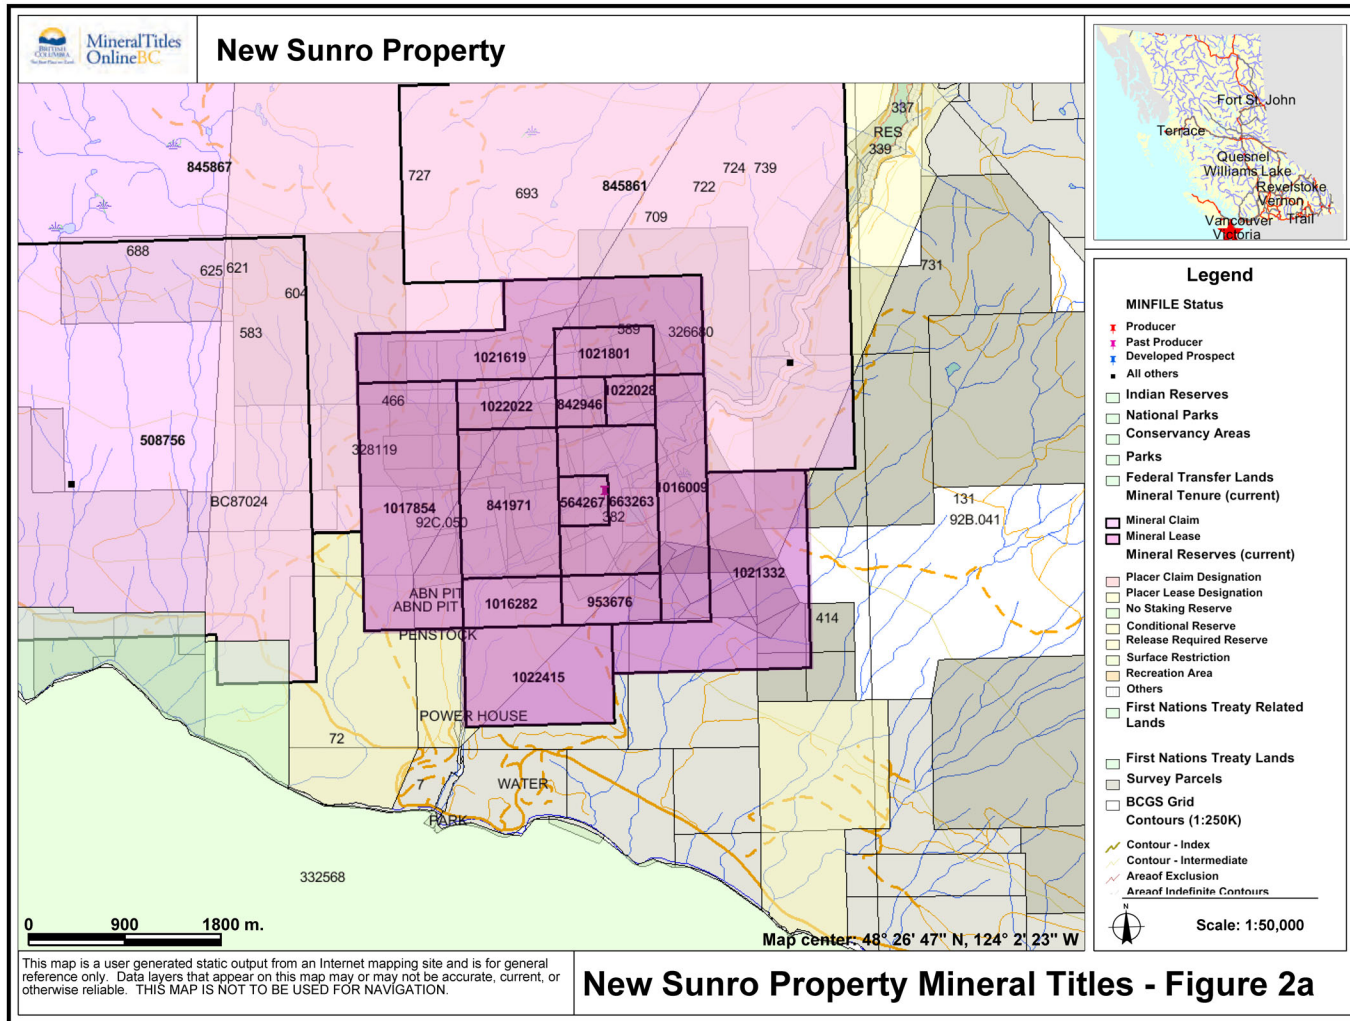 BRITISH
COLUMBIA
MineralTitles
OnlineBC
New Sunro Property
337
RES
339
845867
727
724 739
845861
722
693
709
688
625 621
731
604
583
589
326680
1021619
1021801
1022028
466
1022022
842946
508756
328119
1016009
BC87024
1017854
841971
564267
663263
131
92C.050
382
92B.041
1021332
ABN PIT
ABND PIT
1016282
953676
414
PENSTOCK
1022415
POWER HOUSE
72
7
WATER
PARK
332568
0 900 1800 m.
Map center: 48° 26' 47" N, 124° 2' 23" W
Fort St. John
Terrace
Quesnel
Williams Lake
Revelstoke
Vernon
Vancouver
Trail
Victoria
Legend
MINFILE Status
Producer
Past Producer
Developed Prospect
All others
Indian Reserves
National Parks
Conservancy Areas
Parks
Federal Transfer Lands
Mineral Tenure (current)
Mineral Claim
Mineral Lease
Mineral Reserves (current)
Placer Claim Designation
Placer Lease Designation
No Staking Reserve
Conditional Reserve
Release Required Reserve
Surface Restriction
Recreation Area
Others
First Nations Treaty Related
Lands
First Nations Treaty Lands
Survey Parcels
BCGS Grid
Contours (1:250K)
Contour - Index
Contour - Intermediate
Areaof Exclusion
Areaof Indefinite Contours
N
Scale: 1:50,000
This map is a user generated static output from an Internet mapping site and is for general
reference only. Data layers that appear on this map may or may not be accurate, current, or
otherwise reliable. THIS MAP IS NOT TO BE USED FOR NAVIGATION.
New Sunro Property Mineral Titles - Figure 2a